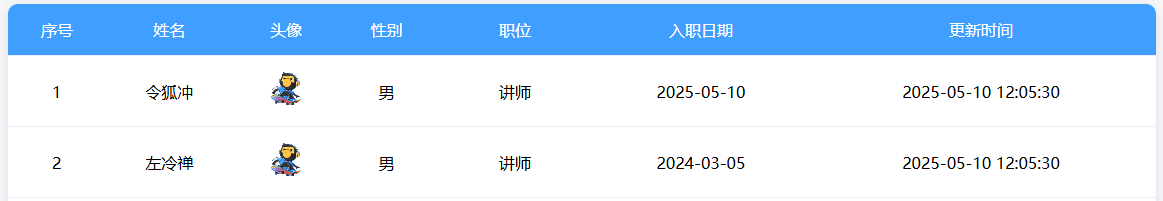 序号 姓名 头像 性别 职位 入职日期 更新时间
1 令狐冲 男 讲师 2025-05-10 2025-05-10 12:05:30
2 左冷禅 男 讲师 2024-03-05 2025-05-10 12:05:30